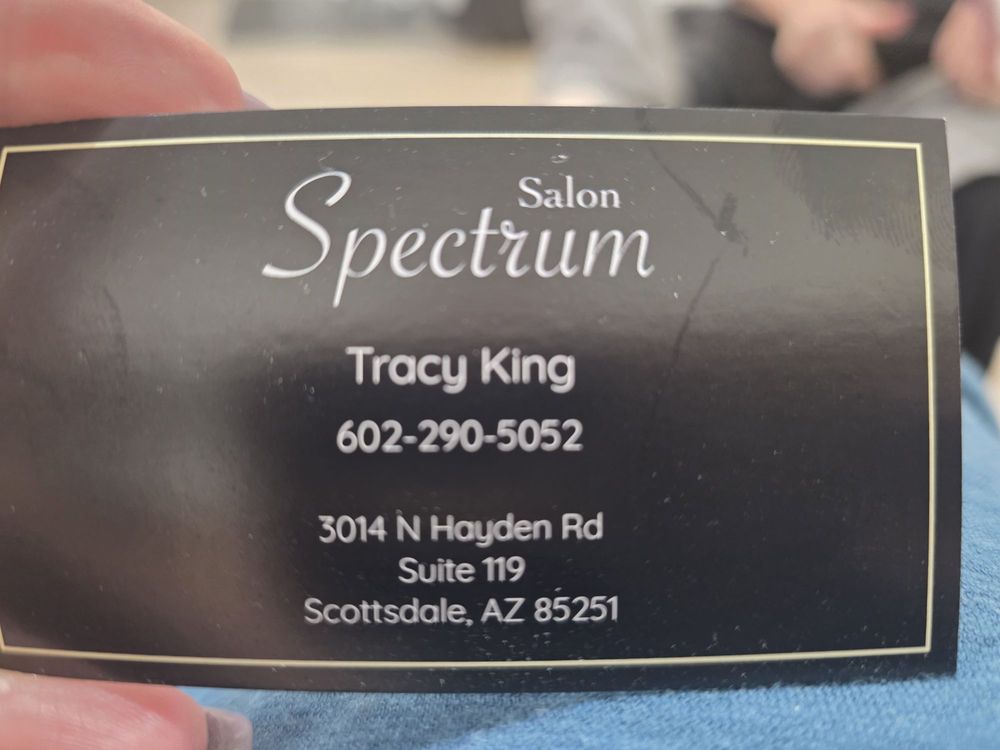 Salon
Spectrum
Tracy King
602-290-5052
3014 N Hayden Rd
Suite 119
Scottsdale, AZ 85251